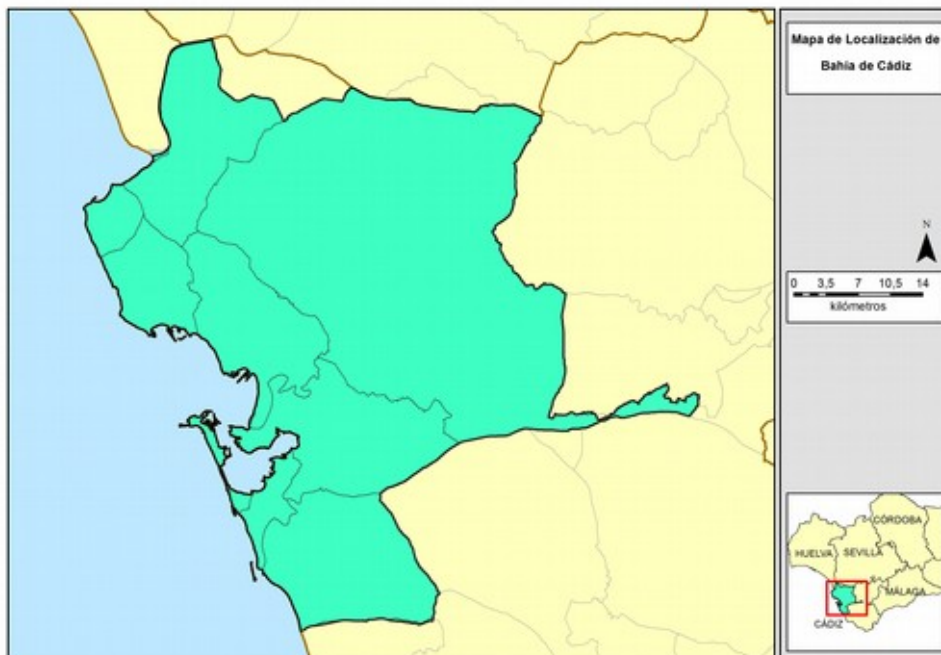 Mapa de Localización de
Bahía de Cádiz
N
0 3,5 7 10,5 14
kilómetros
CÓRDOBA
HUELVA SEVILLA
MÁLAGA
CÁDIZ